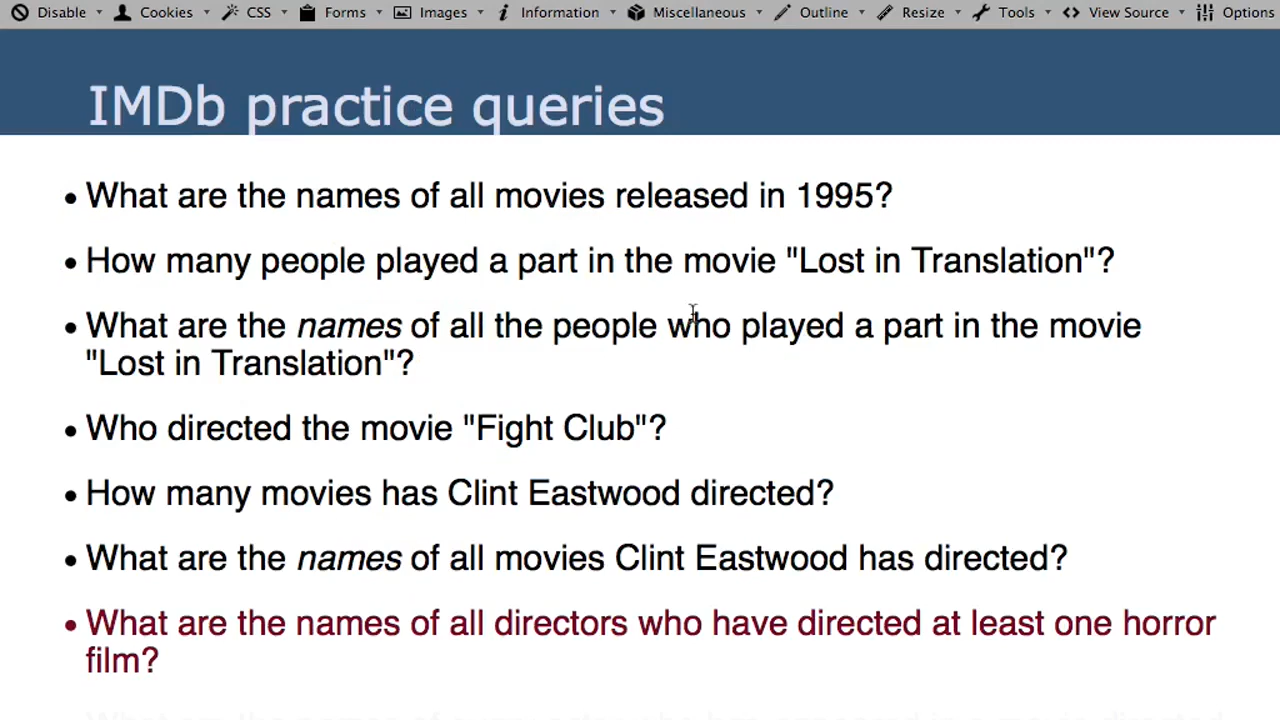 Disable Cookies CSS Forms Images Information Miscellaneous Outline Resize Tools View Source Options
IMDb practice queries
• What are the names of all movies released in 1995?
• How many people played a part in the movie "Lost in Translation"?
• What are the names of all the people who played a part in the movie
"Lost in Translation"?
• Who directed the movie "Fight Club"?
• How many movies has Clint Eastwood directed?
• What are the names of all movies Clint Eastwood has directed?
• What are the names of all directors who have directed at least one horror
film?